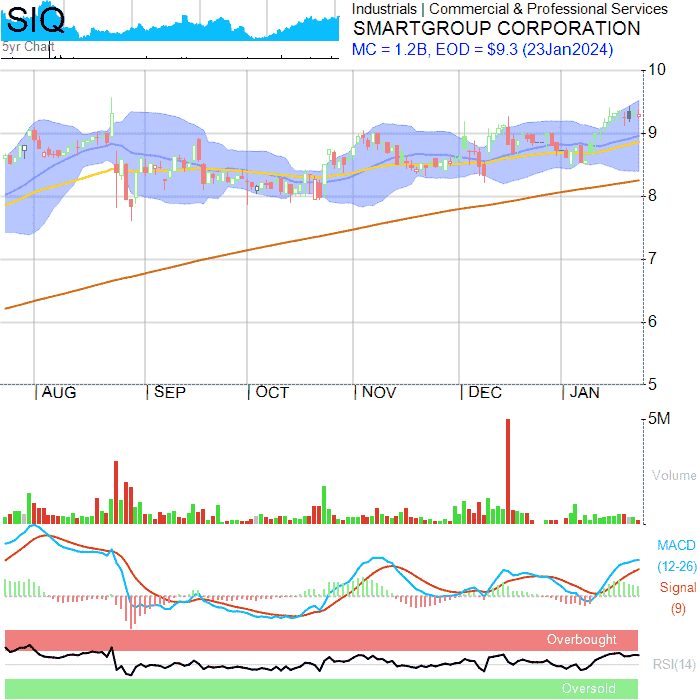 SIQ
5yr Chart
Industrials | Commercial & Professional Services
SMARTGROUP CORPORATION
MC = 1.2B, EOD = $9.3 (23Jan2024)
10
9
8
7
6
5
AUG SEP OCT NOV DEC JAN
5M
Volume
MACD
(12-26)
Signal
(9)
Overbought
RSI(14)
Oversold